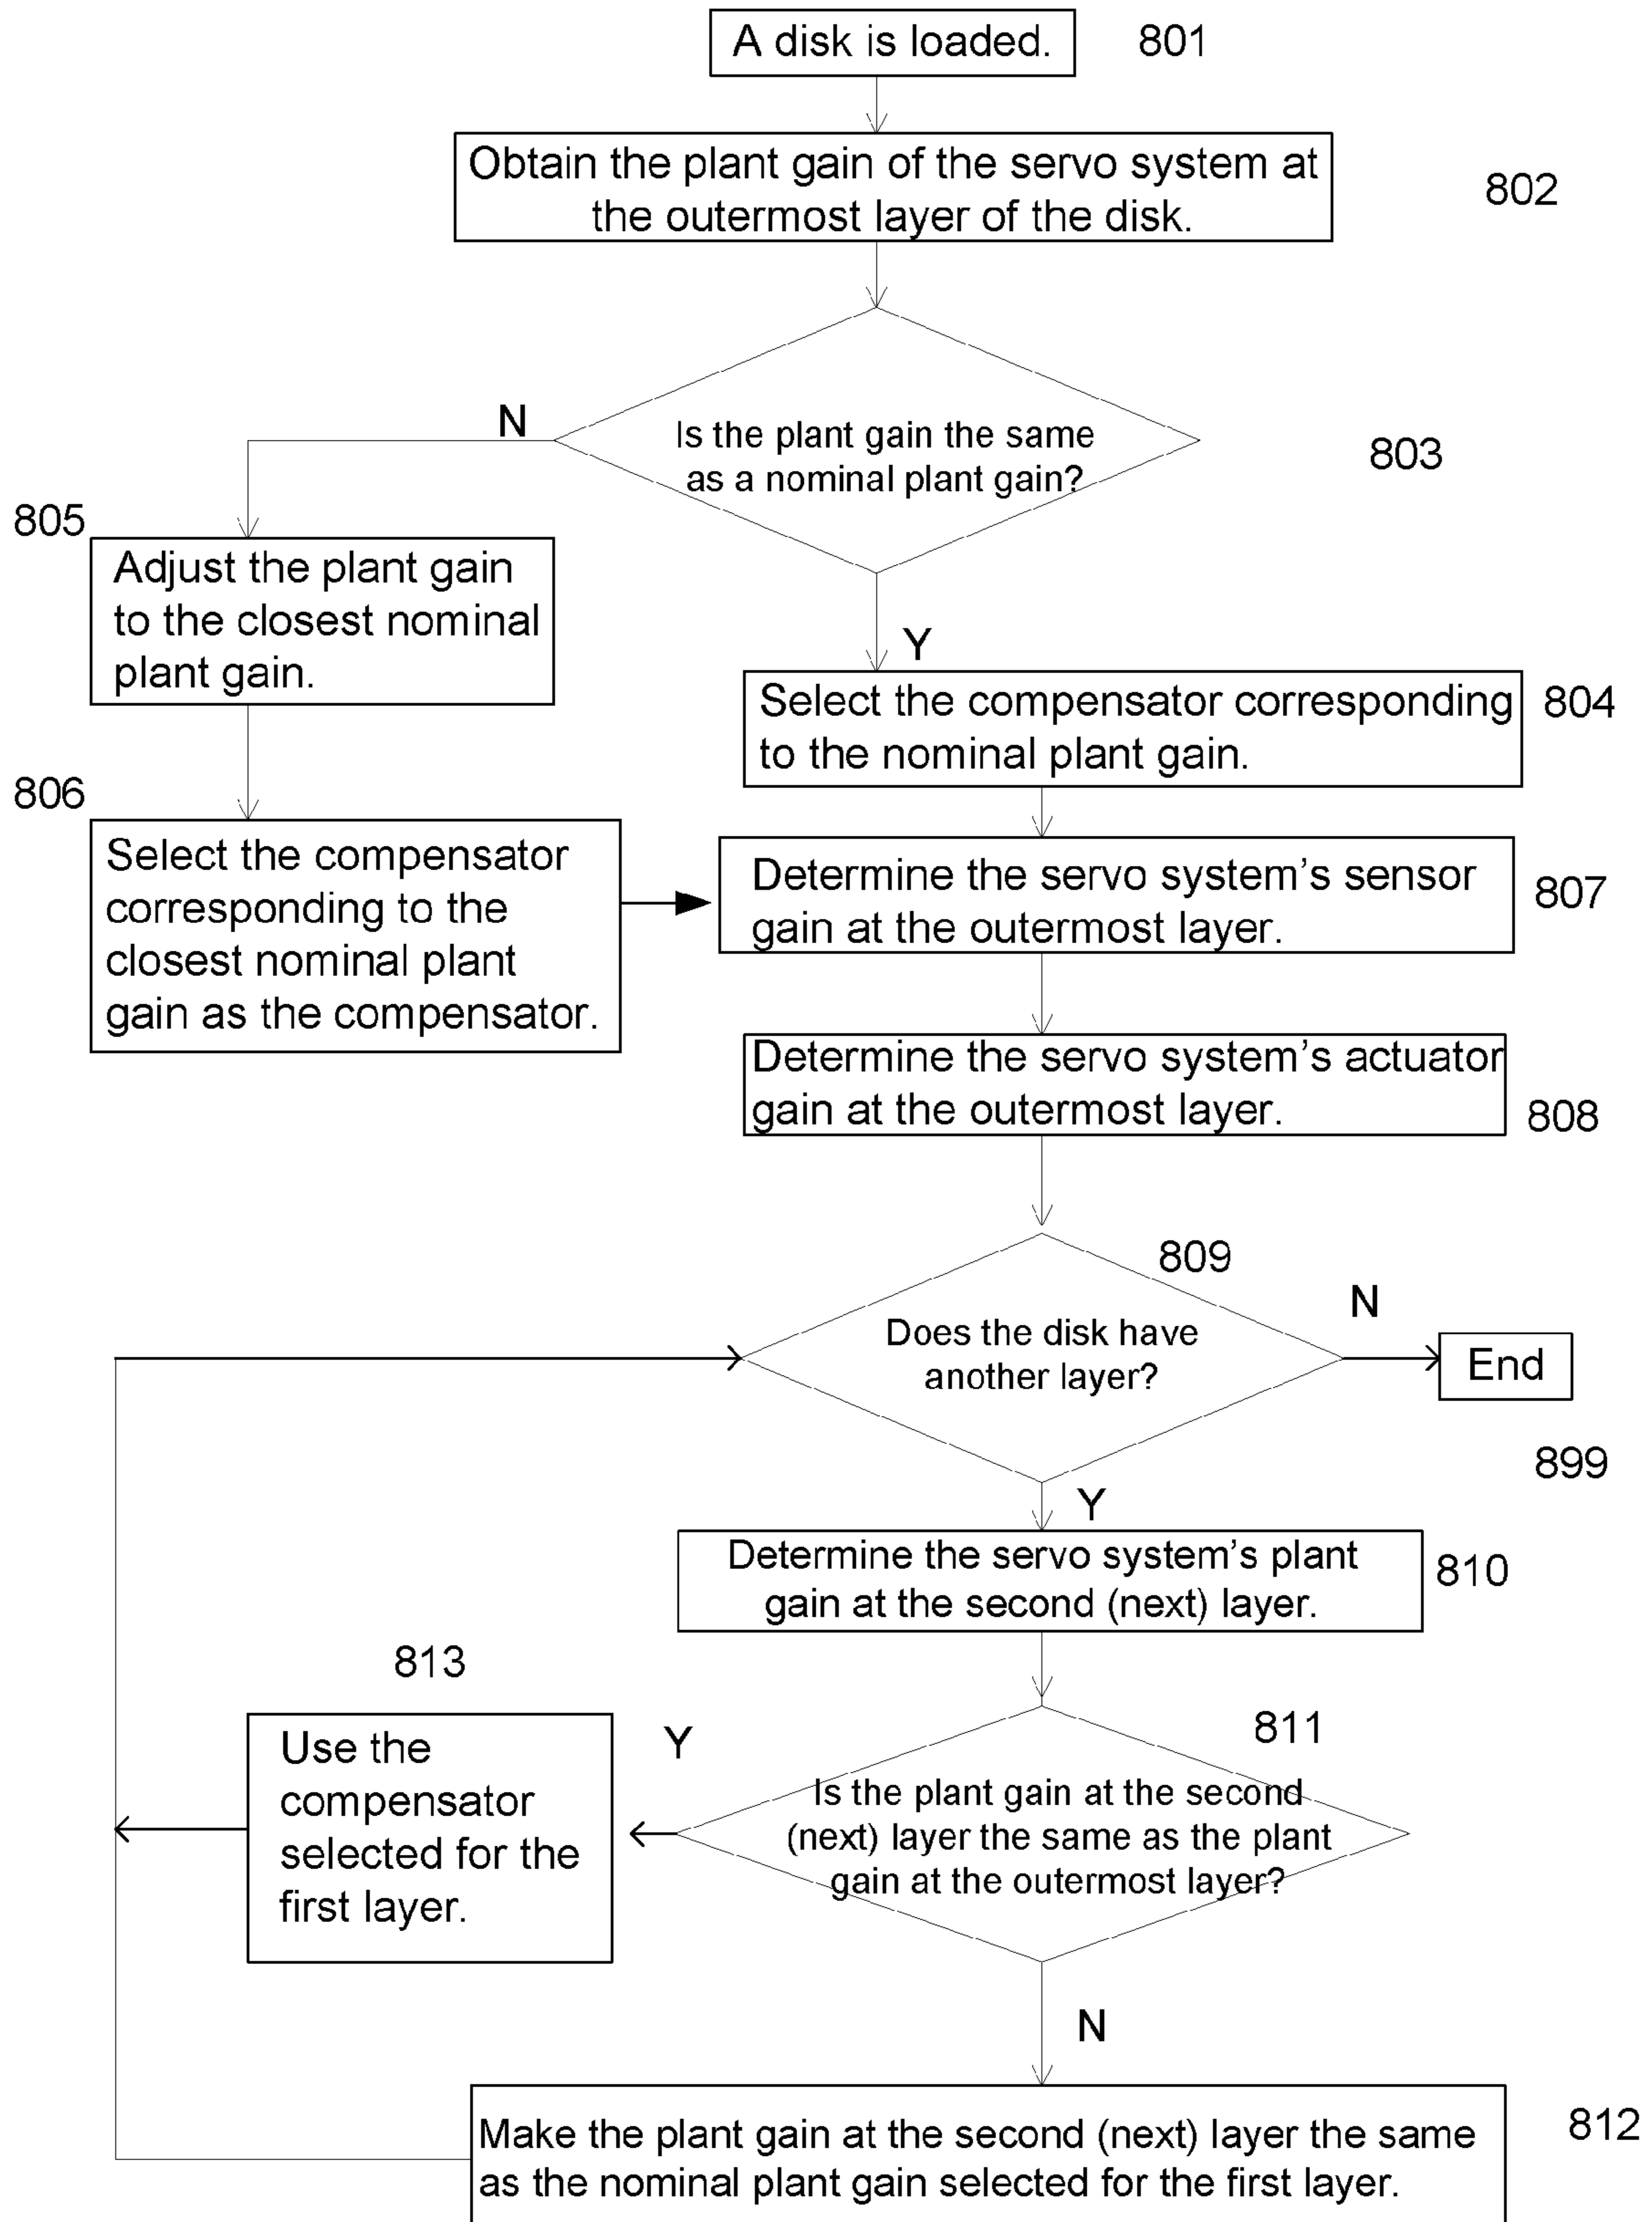 A disk is loaded.
801
Obtain the plant gain of the servo system at
the outermost layer of the disk.
802
N
Is the plant gain the same
as a nominal plant gain?
803
805
Adjust the plant gain
to the closest nominal
plant gain.
Y
Select the compensator corresponding
to the nominal plant gain.
804
806
Select the compensator
corresponding to the
closest nominal plant
gain as the compensator.
Determine the servo system’s sensor
gain at the outermost layer.
807
Determine the servo system’s actuator
gain at the outermost layer.
808
809
Does the disk have
another layer?
N
End
899
Y
Determine the servo system’s plant
gain at the second (next) layer.
810
813
Use the
compensator
selected for the
first layer.
Y
811
Is the plant gain at the second
(next) layer the same as the plant
gain at the outermost layer?
N
Make the plant gain at the second (next) layer the same
as the nominal plant gain selected for the first layer.
812